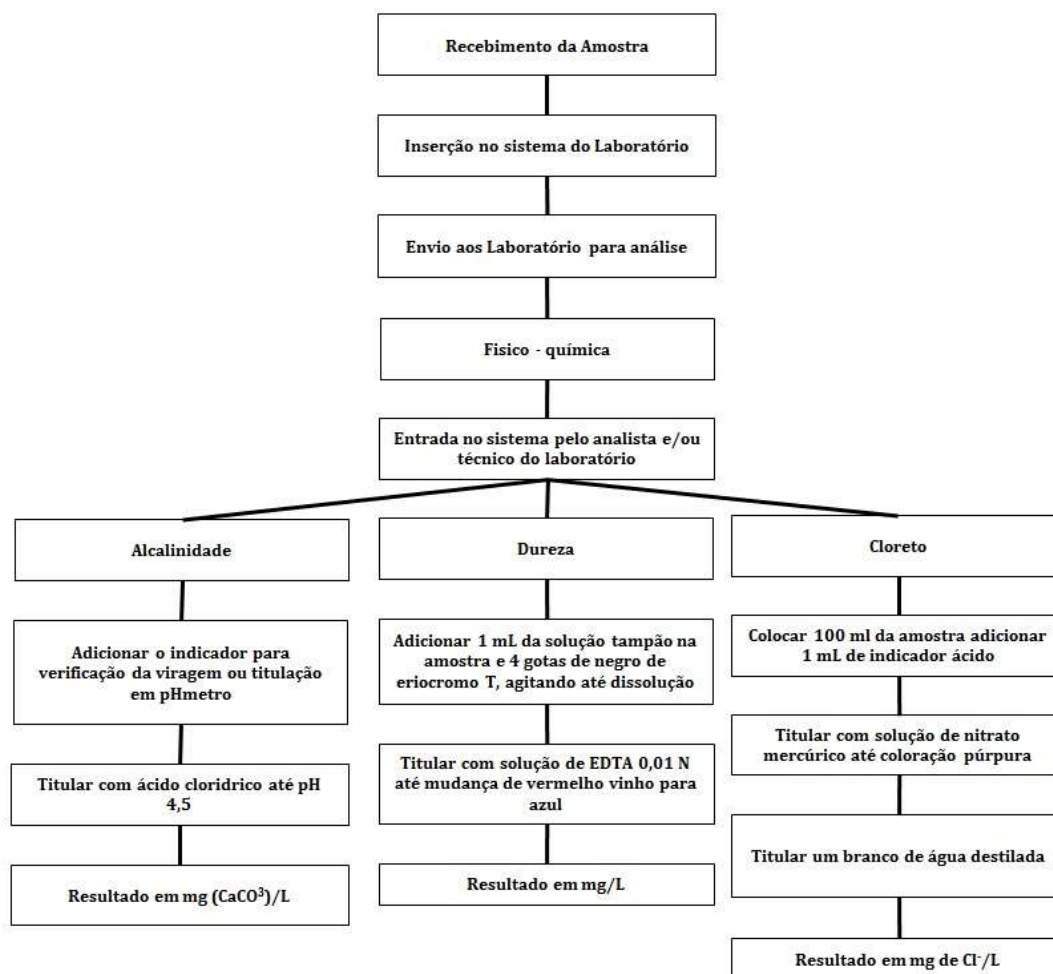 Recebimento da Amostra
Inserção no sistema do Laboratório
Envio aos Laboratório para análise
Fisico - química
Entrada no sistema pelo analista e/ou
técnico do laboratório
Alcalinidade
Adicionar o indicador para
verificação da viragem ou titulação
em pHmetro
Titular com ácido cloridrico até pH
4,5
Resultado em mg (CaCO³)/L
Dureza
Adicionar 1 mL da solução tampão na
amostra e 4 gotas de negro de
eriocromo T, agitando até dissolução
Titular com solução de EDTA 0,01 N
até mudança de vermelho vinho para
azul
Resultado em mg/L
Cloreto
Colocar 100 ml da amostra adicionar
1 mL de indicador ácido
Titular com solução de nitrato
mercúrico até coloração púrpura
Titular um branco de água destilada
Resultado em mg de Cl⁻/L